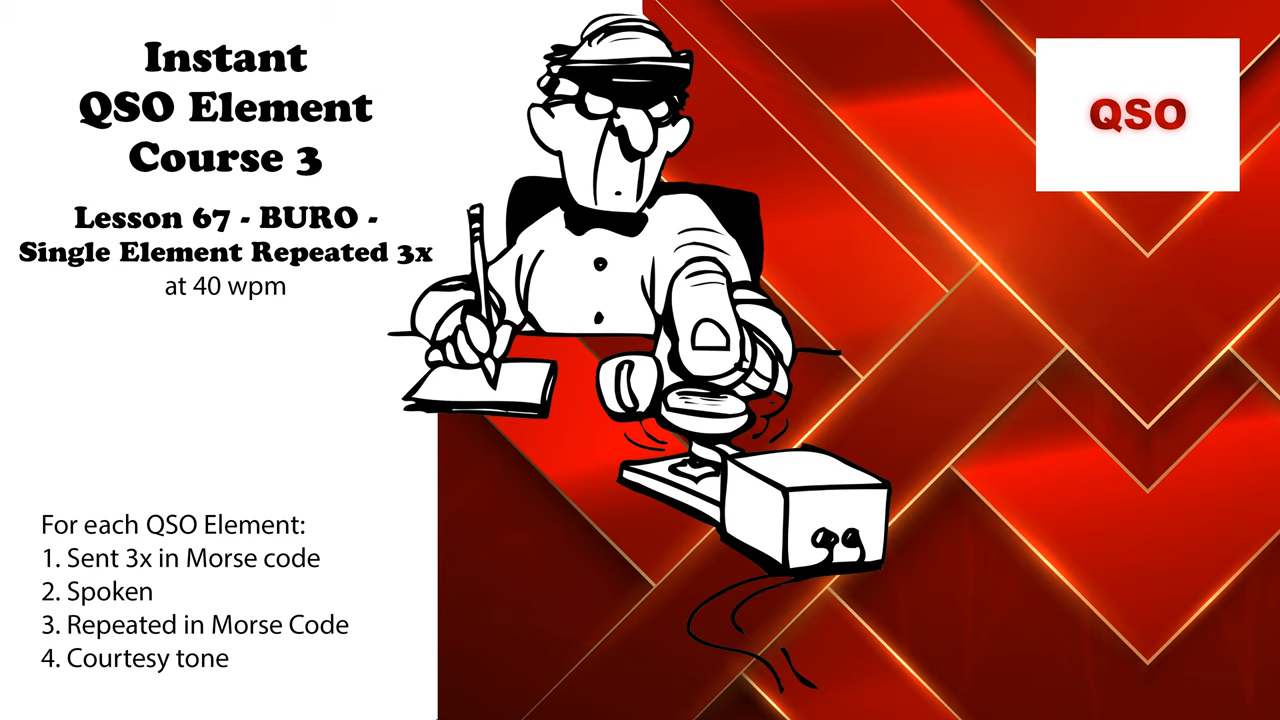 Instant
QSO Element
Course 3
Lesson 67 - BURO -
Single Element Repeated 3x
at 40 wpm
QSO
For each QSO Element:
1. Sent 3x in Morse code
2. Spoken
3. Repeated in Morse Code
4. Courtesy tone